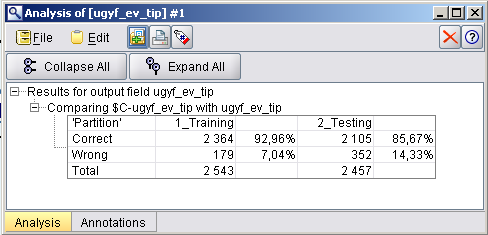 Analysis of [ugyf_ev_tip] #1
File Edit
Collapse All Expand All
Results for output field ugyf_ev_tip
Comparing $C-ugyf_ev_tip with ugyf_ev_tip
'Partition' 1_Training 2_Testing
Correct 2 364 92,96% 2 105 85,67%
Wrong 179 7,04% 352 14,33%
Total 2 543 2 457
Analysis Annotations